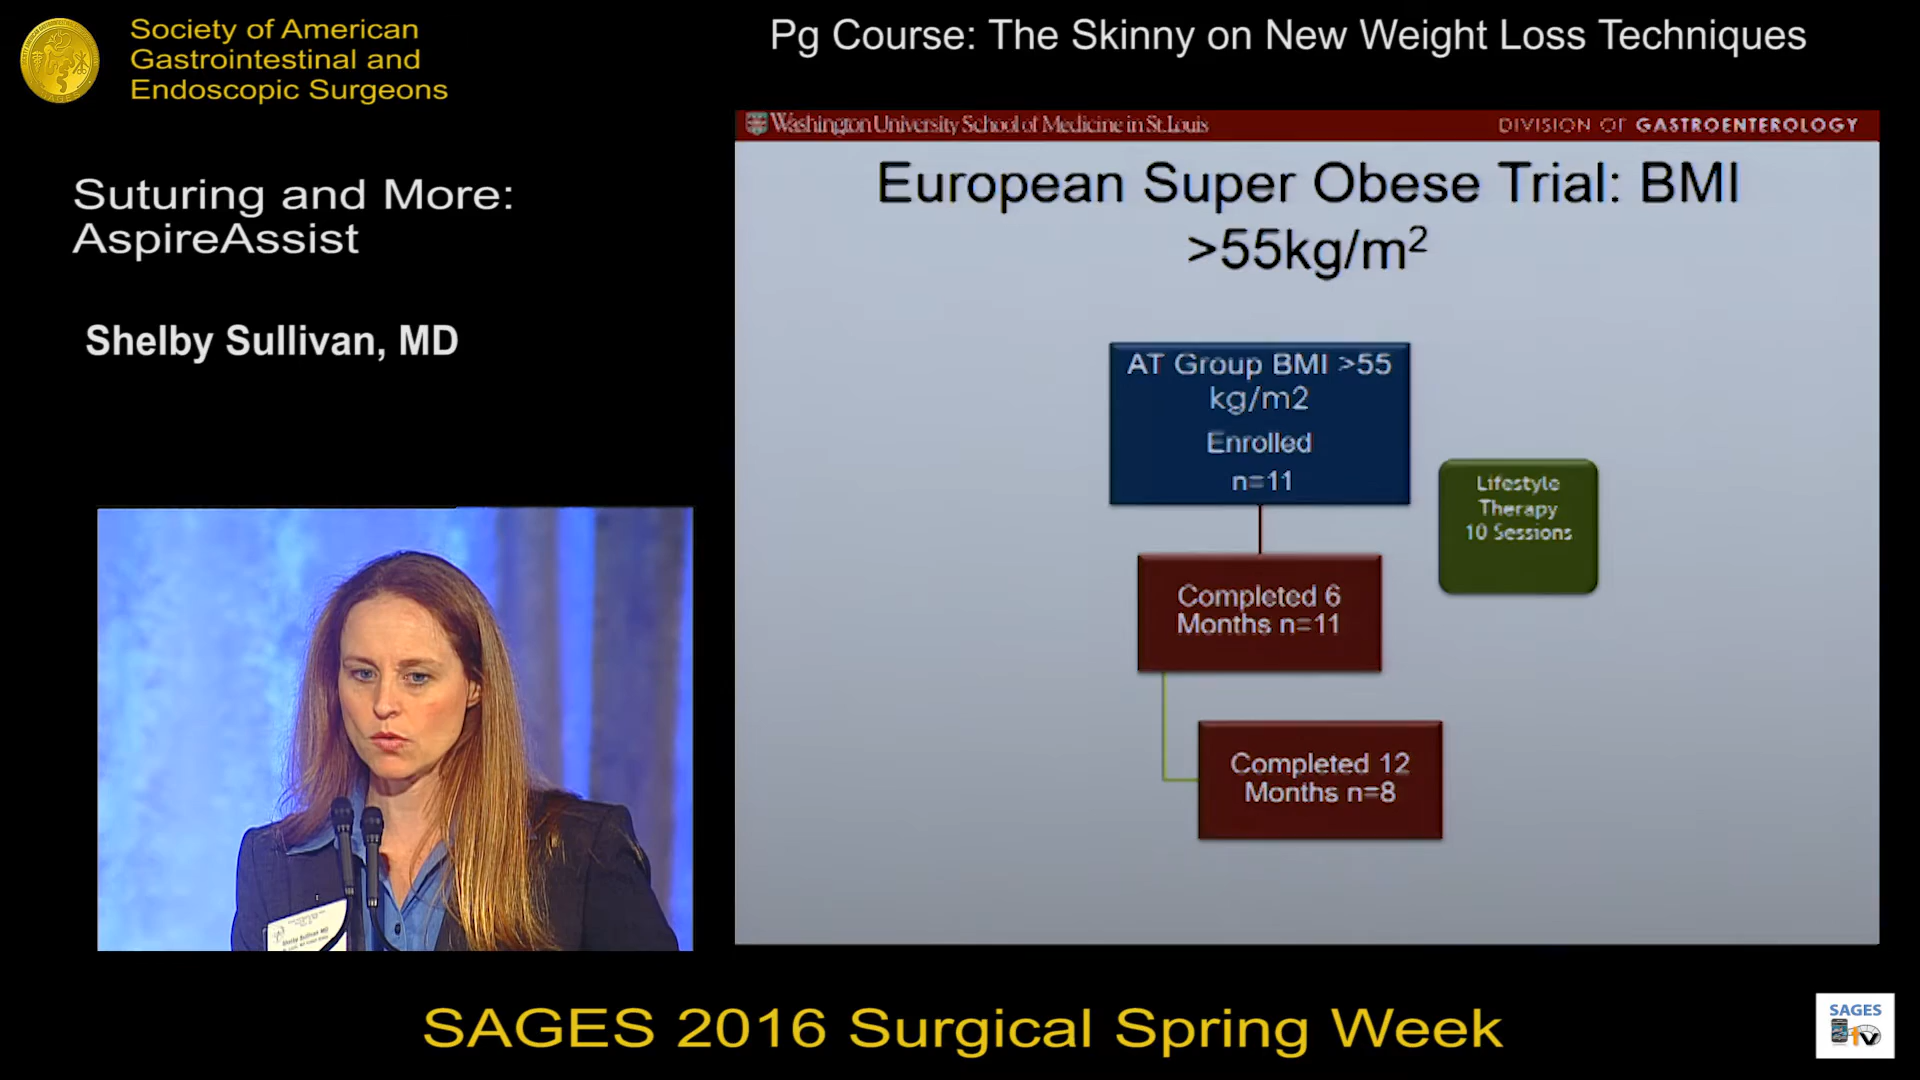 Society of American
Gastrointestinal and
Endoscopic Surgeons
Pg Course: The Skinny on New Weight Loss Techniques
Suturing and More:
AspireAssist
Shelby Sullivan, MD
Washington University School of Medicine in St. Louis
DIVISION OF GASTROENTEROLOGY
European Super Obese Trial: BMI
>55kg/m²
AT Group BMI >55
kg/m2
Enrolled
n=11
Lifestyle
Therapy
10 Sessions
Completed 6
Months n=11
Completed 12
Months n=8
Shelby Sullivan MD
SAGES 2016 Surgical Spring Week
SAGES
TV